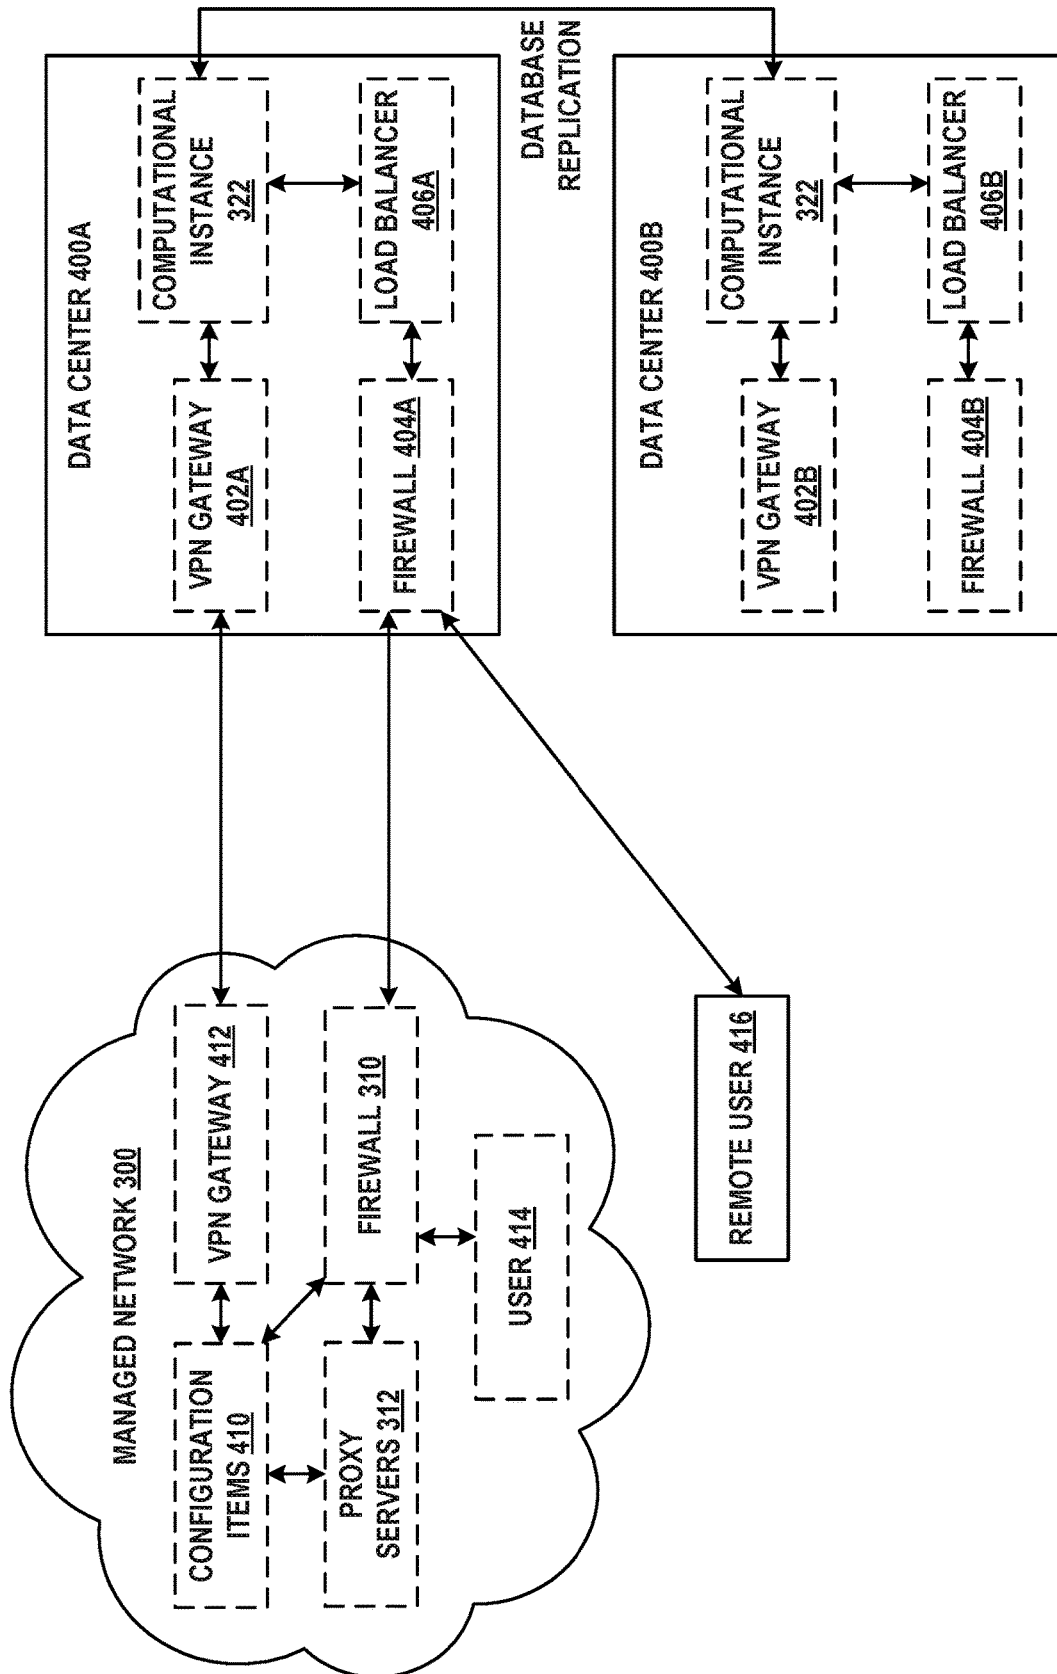 MANAGED NETWORK 300
CONFIGURATION
ITEMS 410
VPN GATEWAY 412
PROXY
SERVERS 312
FIREWALL 310
USER 414
REMOTE USER 416
DATA CENTER 400A
VPN GATEWAY
402A
COMPUTATIONAL
INSTANCE
322
FIREWALL 404A
LOAD BALANCER
406A
DATABASE
REPLICATION
DATA CENTER 400B
VPN GATEWAY
402B
COMPUTATIONAL
INSTANCE
322
FIREWALL 404B
LOAD BALANCER
406B